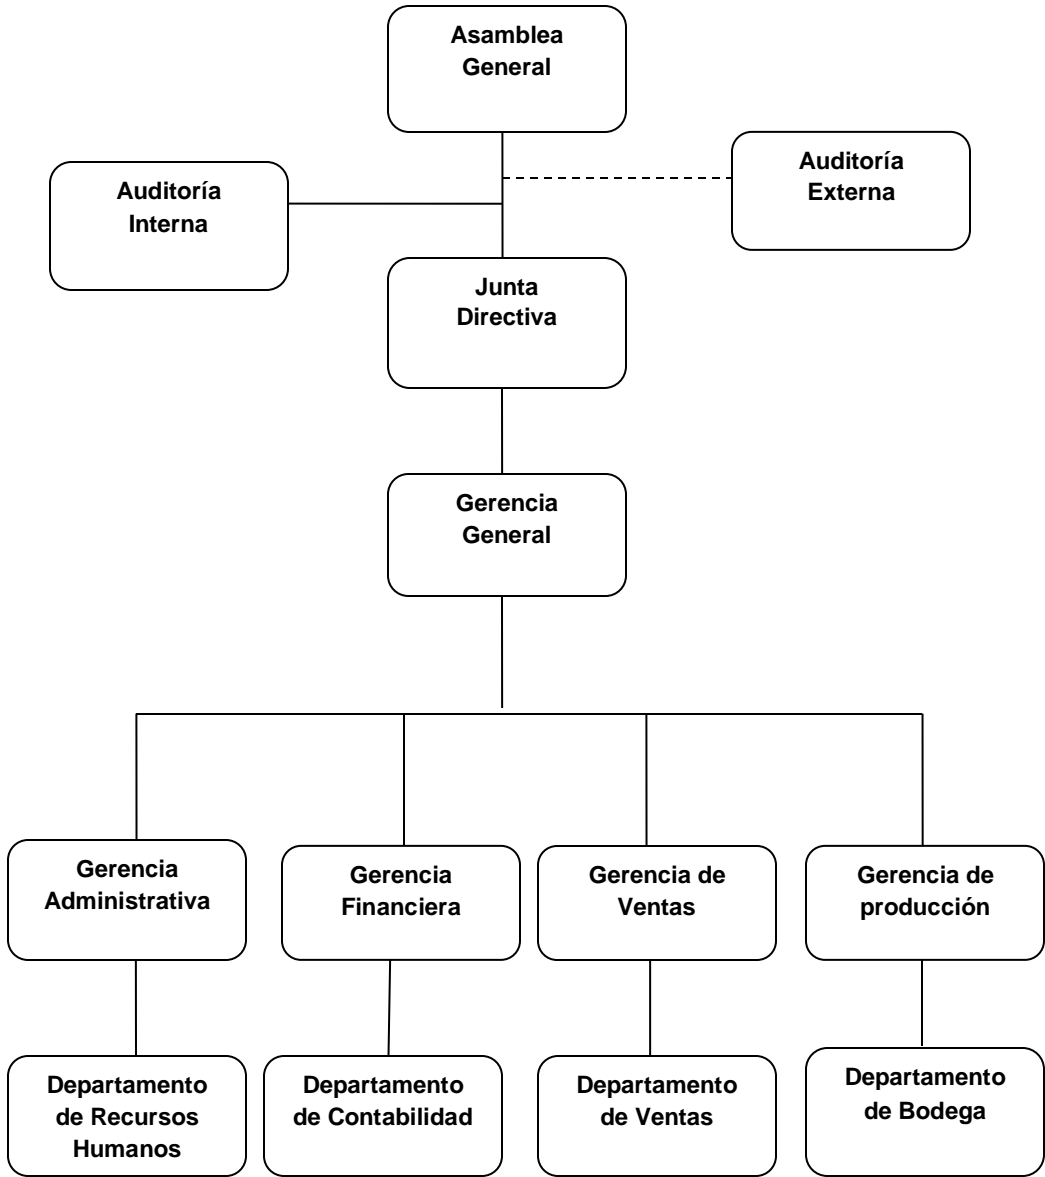 Asamblea
General
Auditoría
Externa
Auditoría
Interna
Junta
Directiva
Gerencia
General
Gerencia
Administrativa
Gerencia
Financiera
Gerencia de
Ventas
Gerencia de
producción
Departamento
de Recursos
Humanos
Departamento
de Contabilidad
Departamento
de Ventas
Departamento
de Bodega